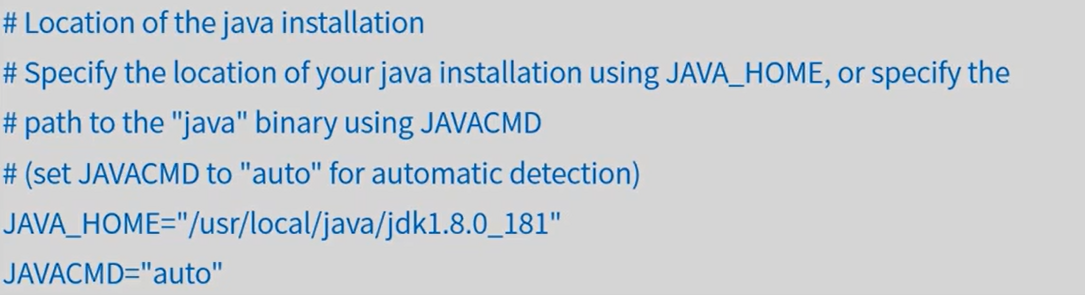 # Location of the java installation
# Specify the location of your java installation using JAVA_HOME, or specify the
# path to the "java" binary using JAVACMD
# (set JAVACMD to "auto" for automatic detection)
JAVA_HOME="/usr/local/java/jdk1.8.0_181"
JAVACMD="auto"